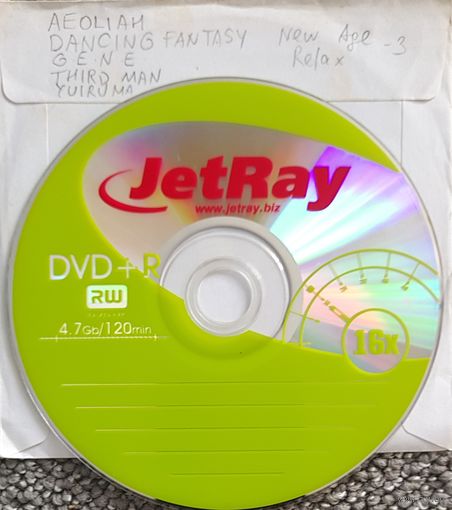 AEOLIAH
DANCING FANTASY
G.E.N.E
THIRD MAN
YUIRUMA
New Age -3
Relax
JetRay
www.jetray.biz
DVD+R
RW
4.7Gb/120min
16x